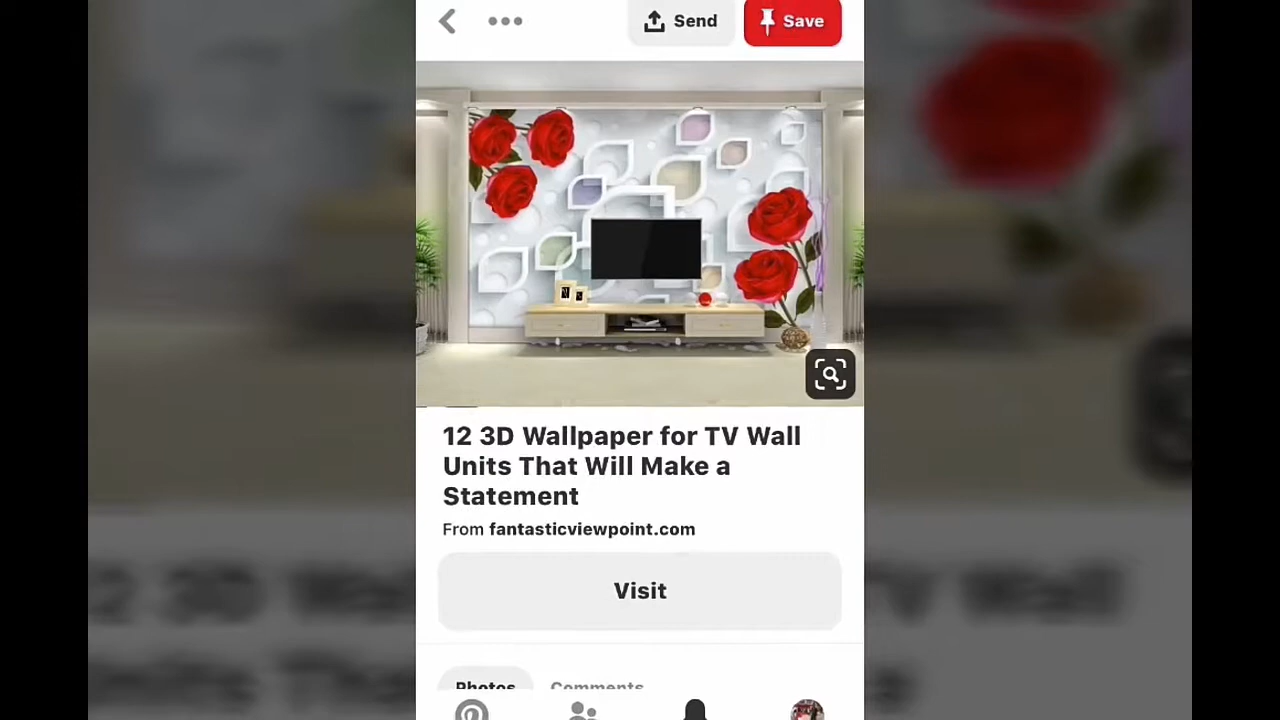 Send
Save
12 3D Wallpaper for TV Wall
Units That Will Make a
Statement
From fantasticviewpoint.com
Visit
Photos Comments